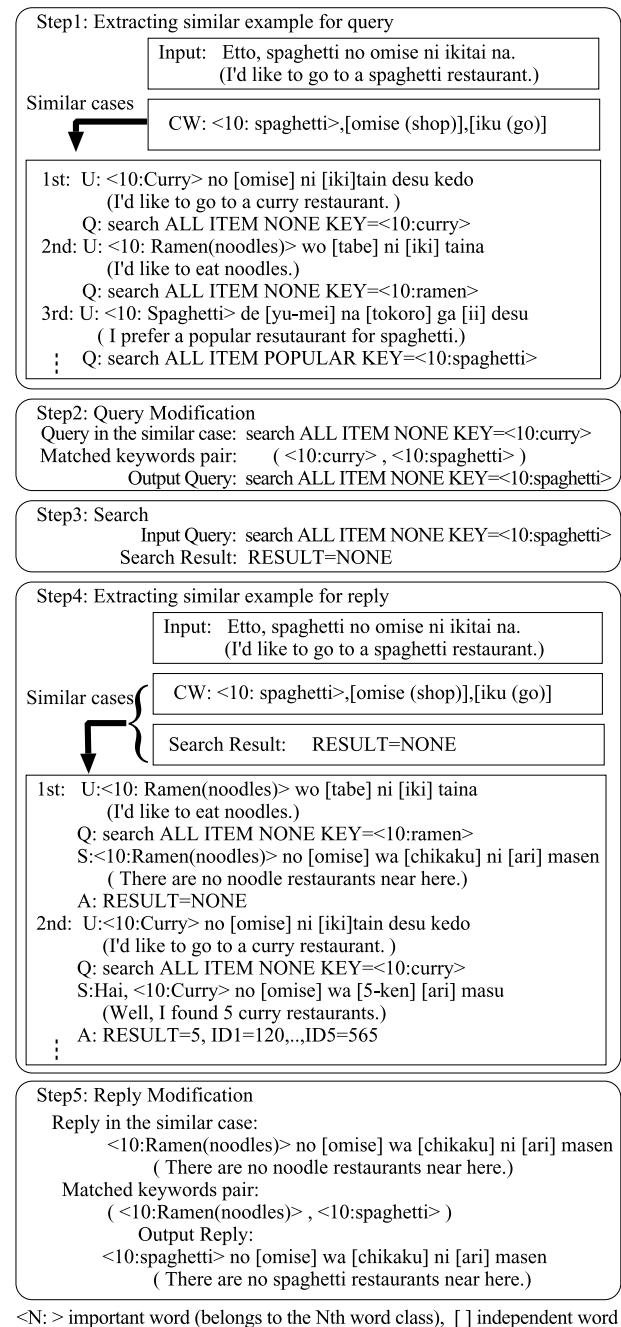 Step1: Extracting similar example for query
Input: Etto, spaghetti no omise ni ikitai na.
(I'd like to go to a spaghetti restaurant.)
Similar cases
CW: <10: spaghetti>,[omise (shop)],[iku (go)]
1st: U: <10:Curry> no [omise] ni [iki]tain desu kedo
(I'd like to go to a curry restaurant. )
Q: search ALL ITEM NONE KEY=<10:curry>
2nd: U: <10: Ramen(noodles)> wo [tabe] ni [iki] taina
(I'd like to eat noodles.)
Q: search ALL ITEM NONE KEY=<10:ramen>
3rd: U: <10: Spaghetti> de [yu-mei] na [tokoro] ga [ii] desu
( I prefer a popular resutaurant for spaghetti.)
Q: search ALL ITEM POPULAR KEY=<10:spaghetti>
Step2: Query Modification
Query in the similar case: search ALL ITEM NONE KEY=<10:curry>
Matched keywords pair: ( <10:curry> , <10:spaghetti> )
Output Query: search ALL ITEM NONE KEY=<10:spaghetti>
Step3: Search
Input Query: search ALL ITEM NONE KEY=<10:spaghetti>
Search Result: RESULT=NONE
Step4: Extracting similar example for reply
Input: Etto, spaghetti no omise ni ikitai na.
(I'd like to go to a spaghetti restaurant.)
Similar cases
CW: <10: spaghetti>,[omise (shop)],[iku (go)]
Search Result: RESULT=NONE
1st: U:<10: Ramen(noodles)> wo [tabe] ni [iki] taina
(I'd like to eat noodles.)
Q: search ALL ITEM NONE KEY=<10:ramen>
S:<10:Ramen(noodles)> no [omise] wa [chikaku] ni [ari] masen
( There are no noodle restaurants near here.)
A: RESULT=NONE
2nd: U:<10:Curry> no [omise] ni [iki]tain desu kedo
(I'd like to go to a curry restaurant. )
Q: search ALL ITEM NONE KEY=<10:curry>
S:Hai, <10:Curry> no [omise] wa [5-ken] [ari] masu
(Well, I found 5 curry restaurants.)
A: RESULT=5, ID1=120,..,ID5=565
Step5: Reply Modification
Reply in the similar case:
<10:Ramen(noodles)> no [omise] wa [chikaku] ni [ari] masen
( There are no noodle restaurants near here.)
Matched keywords pair:
( <10:Ramen(noodles)> , <10:spaghetti> )
Output Reply:
<10:spaghetti> no [omise] wa [chikaku] ni [ari] masen
( There are no spaghetti restaurants near here.)
<N: > important word (belongs to the Nth word class), [ ] independent word